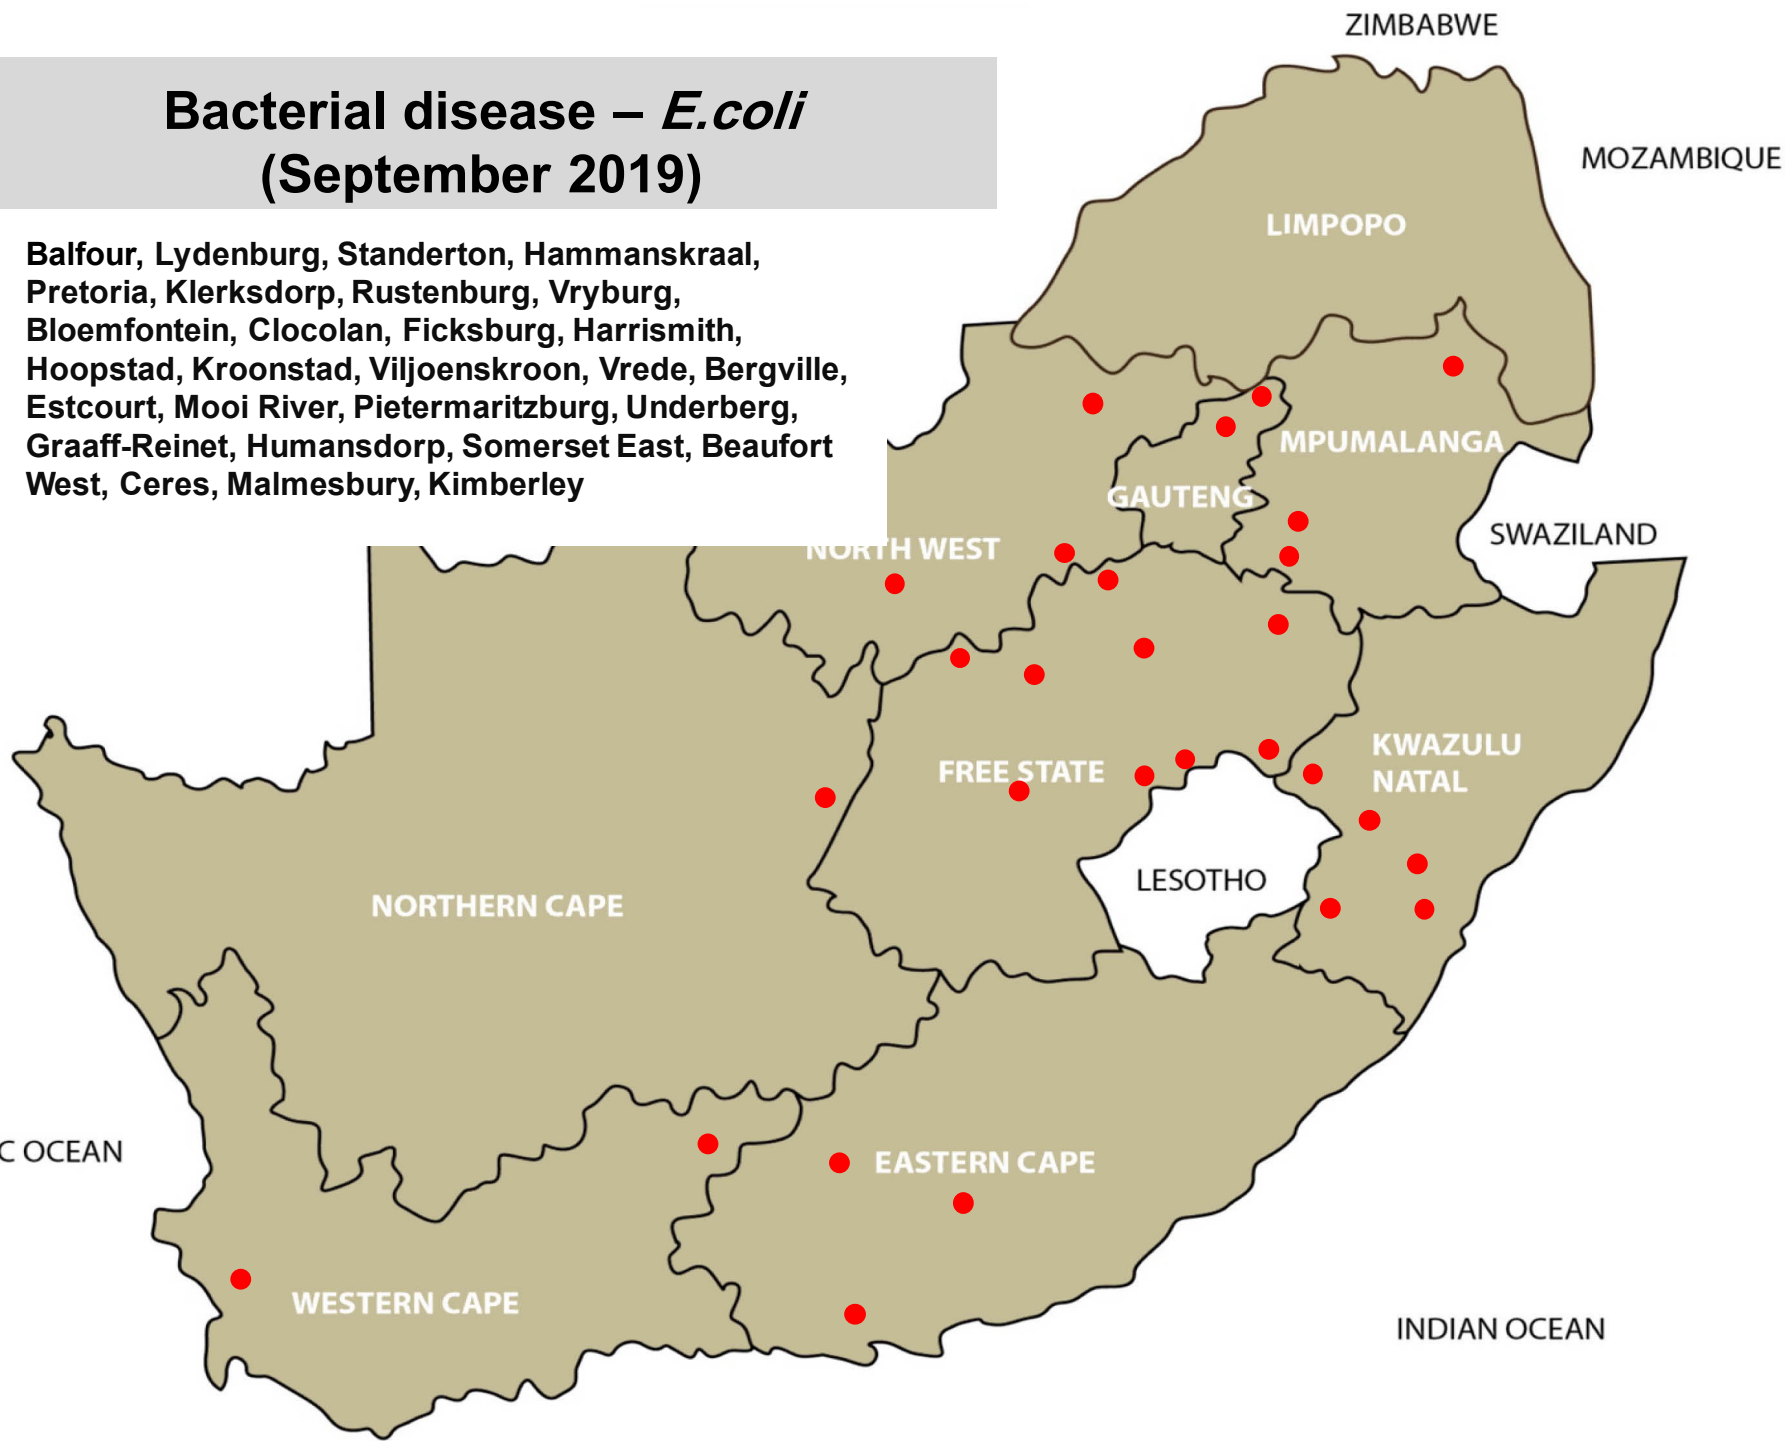 ZIMBABWE
Bacterial disease – E.coli
(September 2019)
MOZAMBIQUE
LIMPOPO
Balfour, Lydenburg, Standerton, Hammanskraal,
Pretoria, Klerksdorp, Rustenburg, Vryburg,
Bloemfontein, Clocolan, Ficksburg, Harrismith,
Hoopstad, Kroonstad, Viljoenskroon, Vrede, Bergville,
Estcourt, Mooi River, Pietermaritzburg, Underberg,
Graaff-Reinet, Humansdorp, Somerset East, Beaufort
West, Ceres, Malmesbury, Kimberley
MPUMALANGA
GAUTENG
SWAZILAND
NORTH WEST
KWAZULU
NATAL
FREE STATE
LESOTHO
NORTHERN CAPE
C OCEAN
EASTERN CAPE
WESTERN CAPE
INDIAN OCEAN